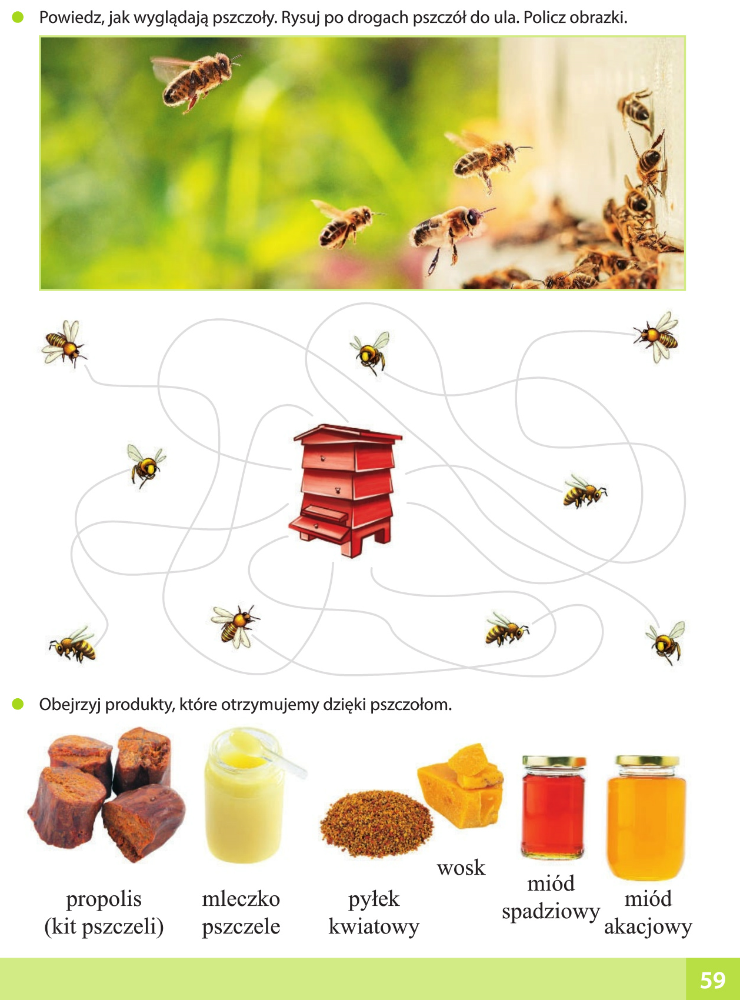 Powiedz, jak wyglądają pszczoły. Rysuj po drogach pszczół do ula. Policz obrazki.
Obejrzyj produkty, które otrzymujemy dzięki pszczołom.
propolis
(kit pszczeli)
mleczko
pszczele
pyłek
kwiatowy
wosk
miód
spadziowy
miód
akacjowy
59